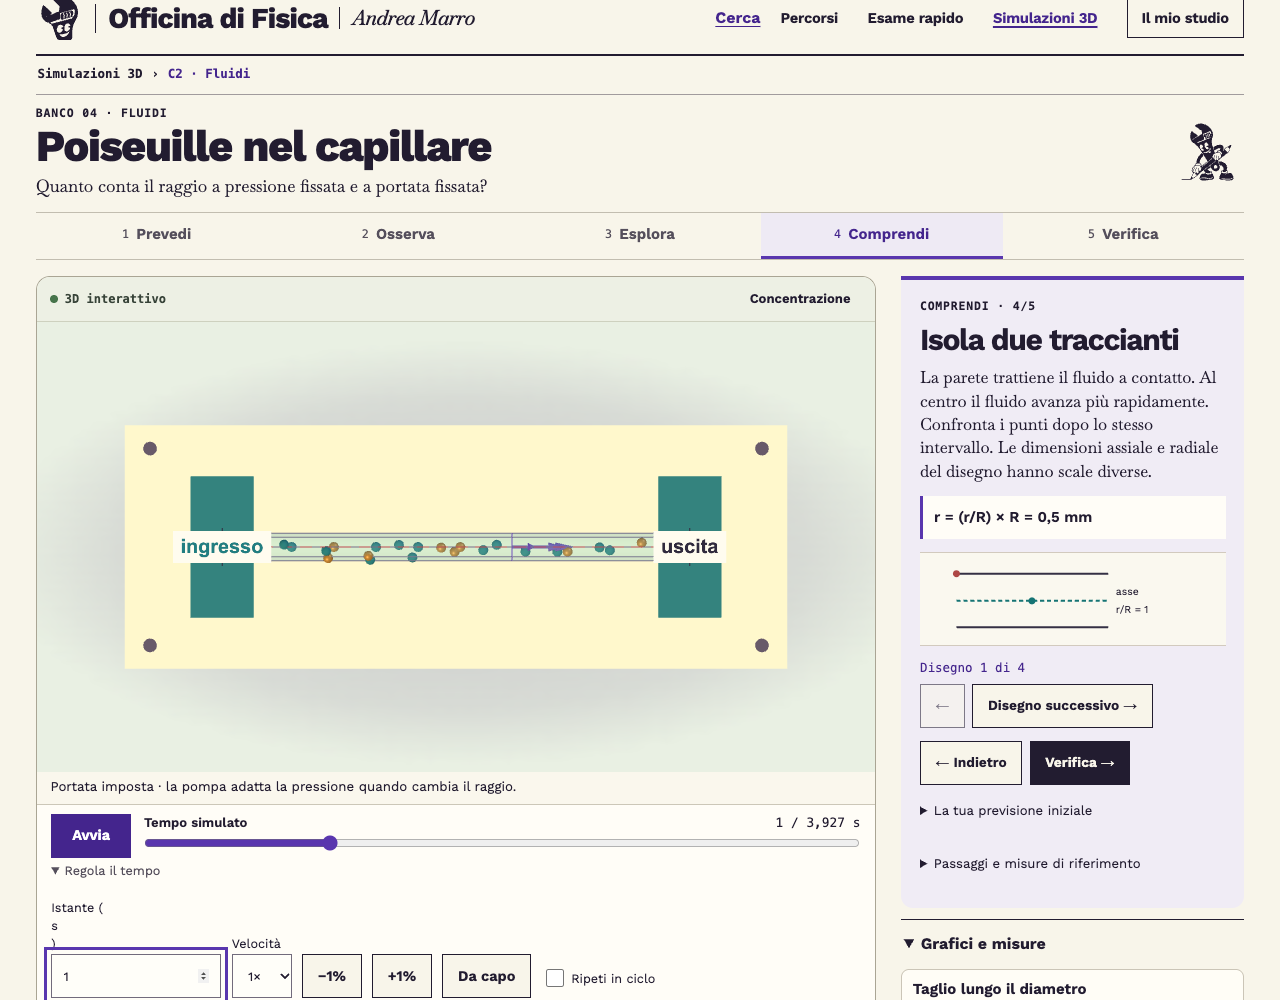 Officina di Fisica
Andrea Marro
Cerca
Percorsi
Esame rapido
Simulazioni 3D
Il mio studio
Simulazioni 3D › C2 · Fluidi
BANCO 04 · FLUIDI
Poiseuille nel capillare
Quanto conta il raggio a pressione fissata e a portata fissata?
1 Prevedi
2 Osserva
3 Esplora
4 Comprendi
5 Verifica
3D interattivo
Concentrazione
ingresso
uscita
Portata imposta · la pompa adatta la pressione quando cambia il raggio.
Avvia
Tempo simulato
1 / 3,927 s
▼ Regola il tempo
Istante (
s
)
Velocità
1
1×
−1%
+1%
Da capo
Ripeti in ciclo
COMPRENDI · 4/5
Isola due traccianti
La parete trattiene il fluido a contatto. Al
centro il fluido avanza più rapidamente.
Confronta i punti dopo lo stesso
intervallo. Le dimensioni assiale e radiale
del disegno hanno scale diverse.
r = (r/R) × R = 0,5 mm
asse
r/R = 1
Disegno 1 di 4
←
Disegno successivo →
← Indietro
Verifica →
▶ La tua previsione iniziale
▶ Passaggi e misure di riferimento
▼ Grafici e misure
Taglio lungo il diametro